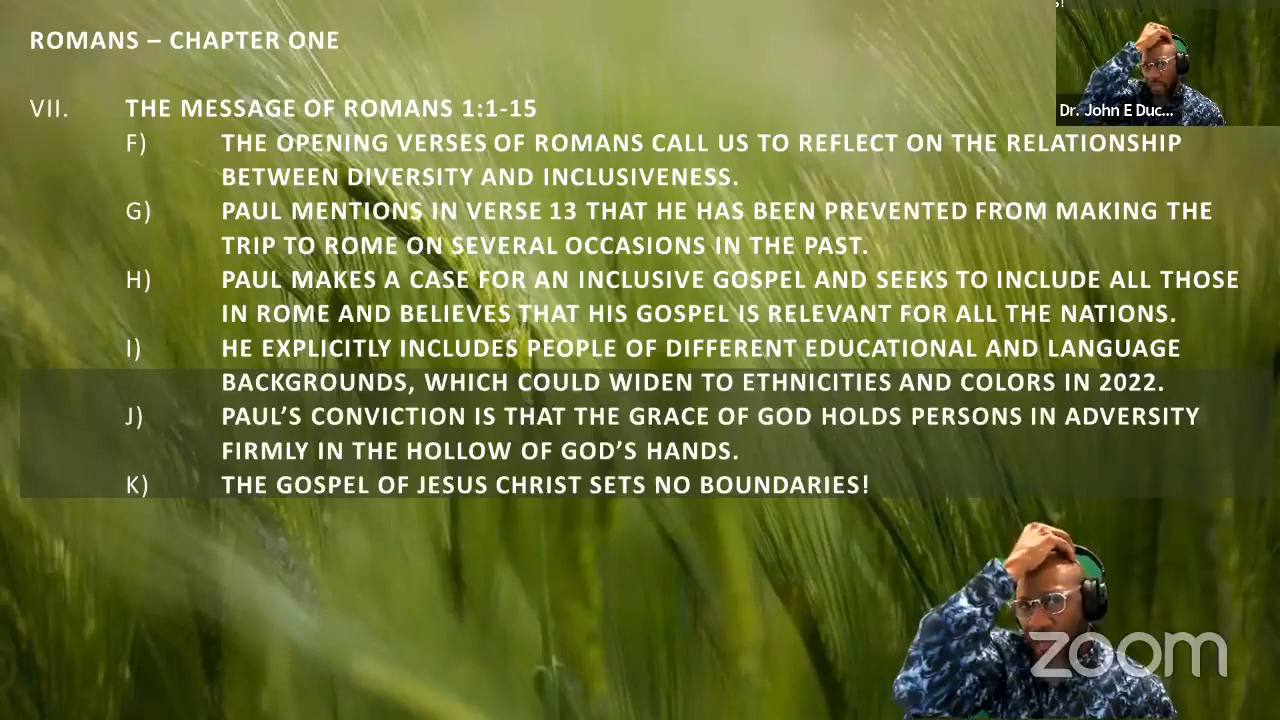 ROMANS – CHAPTER ONE
VII. THE MESSAGE OF ROMANS 1:1-15
F) THE OPENING VERSES OF ROMANS CALL US TO REFLECT ON THE RELATIONSHIP
BETWEEN DIVERSITY AND INCLUSIVENESS.
G) PAUL MENTIONS IN VERSE 13 THAT HE HAS BEEN PREVENTED FROM MAKING THE
TRIP TO ROME ON SEVERAL OCCASIONS IN THE PAST.
H) PAUL MAKES A CASE FOR AN INCLUSIVE GOSPEL AND SEEKS TO INCLUDE ALL THOSE
IN ROME AND BELIEVES THAT HIS GOSPEL IS RELEVANT FOR ALL THE NATIONS.
I) HE EXPLICITLY INCLUDES PEOPLE OF DIFFERENT EDUCATIONAL AND LANGUAGE
BACKGROUNDS, WHICH COULD WIDEN TO ETHNICITIES AND COLORS IN 2022.
J) PAUL’S CONVICTION IS THAT THE GRACE OF GOD HOLDS PERSONS IN ADVERSITY
FIRMLY IN THE HOLLOW OF GOD’S HANDS.
K) THE GOSPEL OF JESUS CHRIST SETS NO BOUNDARIES!
Dr. John E Duc...
zoom